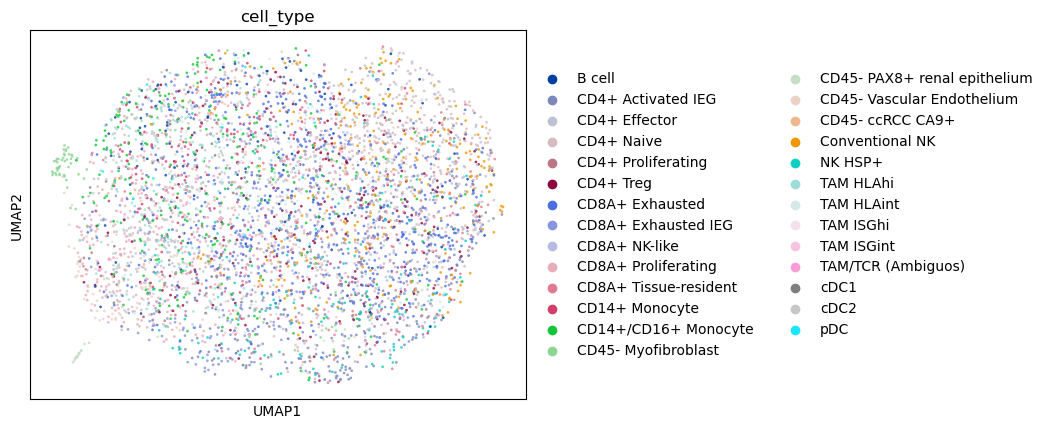 cell_type
UMAP2
UMAP1
B cell
CD4+ Activated IEG
CD4+ Effector
CD4+ Naive
CD4+ Proliferating
CD4+ Treg
CD8A+ Exhausted
CD8A+ Exhausted IEG
CD8A+ NK-like
CD8A+ Proliferating
CD8A+ Tissue-resident
CD14+ Monocyte
CD14+/CD16+ Monocyte
CD45- Myofibroblast
CD45- PAX8+ renal epithelium
CD45- Vascular Endothelium
CD45- ccRCC CA9+
Conventional NK
NK HSP+
TAM HLAhi
TAM HLAint
TAM ISGhi
TAM ISGint
TAM/TCR (Ambiguos)
cDC1
cDC2
pDC